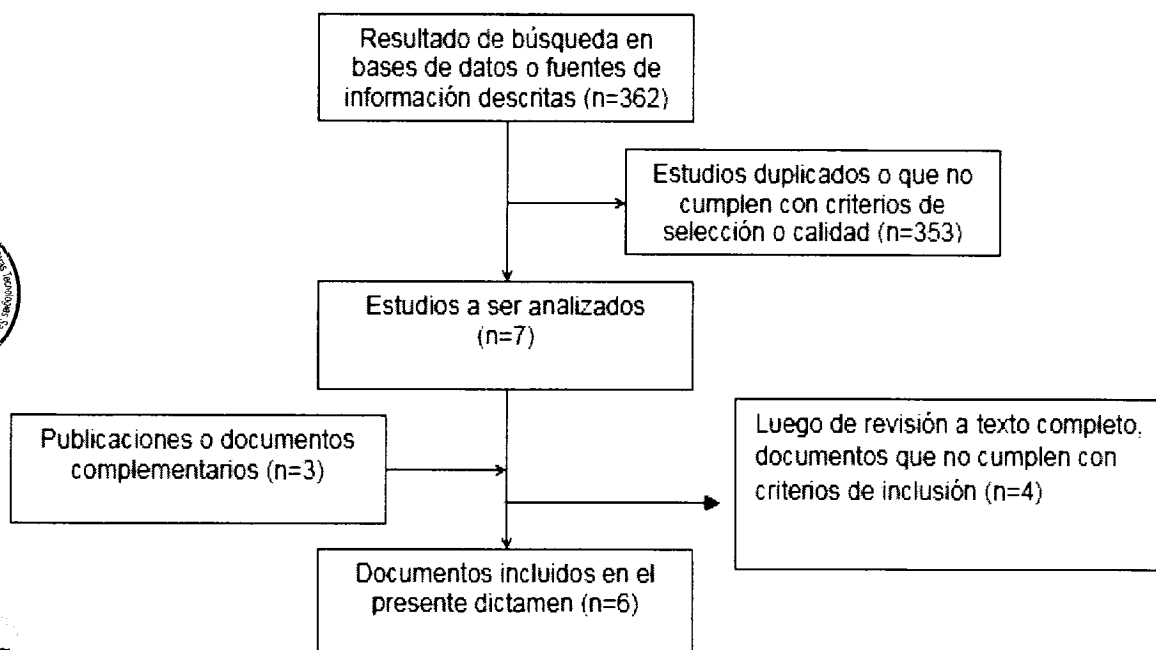 Resultado de búsqueda en
bases de datos o fuentes de
información descritas (n=362)
Estudios duplicados o que no
cumplen con criterios de
selección o calidad (n=353)
Estudios a ser analizados
(n=7)
Publicaciones o documentos
complementarios (n=3)
Luego de revisión a texto completo,
documentos que no cumplen con
criterios de inclusión (n=4)
Documentos incluidos en el
presente dictamen (n=6)